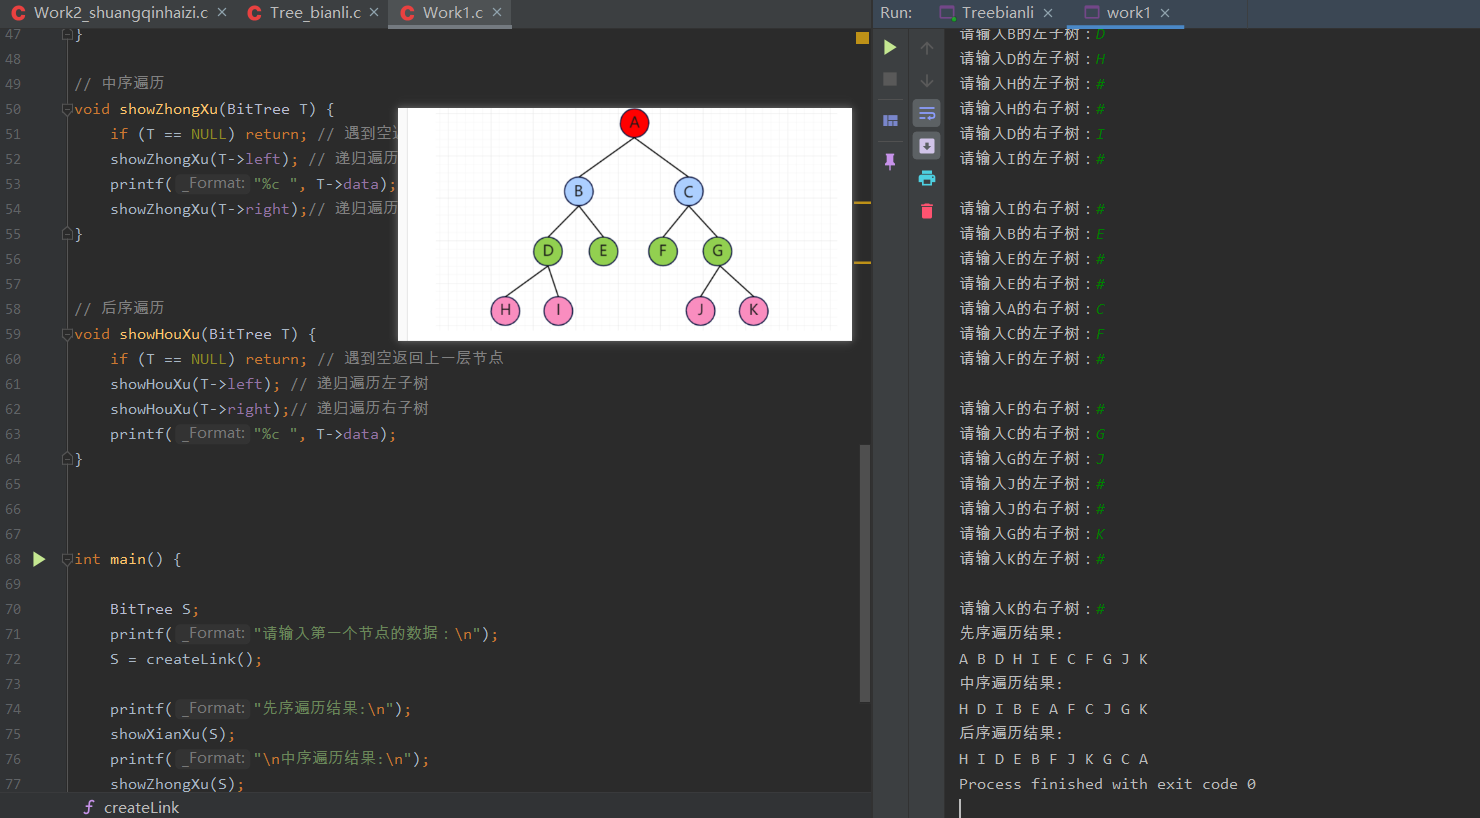 Work2_shuangqinhaizi.c × Tree_bianli.c × Work1.c ×
47 }
48
49 // 中序遍历
50 void showZhongXu(BitTree T) {
51 if (T == NULL) return; // 遇到空
52 showZhongXu(T->left); // 递归遍历
53 printf( _Format: "%c ", T->data);
54 showZhongXu(T->right);// 递归遍历
55 }
56
57
58 // 后序遍历
59 void showHouXu(BitTree T) {
60 if (T == NULL) return; // 遇到空返回上一层节点
61 showHouXu(T->left); // 递归遍历左子树
62 showHouXu(T->right);// 递归遍历右子树
63 printf( _Format: "%c ", T->data);
64 }
65
66
67
68 int main() {
69
70 BitTree S;
71 printf( _Format: "请输入第一个节点的数据：\n");
72 S = createLink();
73
74 printf( _Format: "先序遍历结果:\n");
75 showXianXu(S);
76 printf( _Format: "\n中序遍历结果:\n");
77 showZhongXu(S);
createLink
A
B C
D E F G
H I J K
Run: Treebianli × work1 ×
请输入B的左子树：D
请输入D的左子树：H
请输入H的左子树：#
请输入H的右子树：#
请输入D的右子树：I
请输入I的左子树：#
请输入I的右子树：#
请输入B的右子树：E
请输入E的左子树：#
请输入E的右子树：#
请输入A的右子树：C
请输入C的左子树：F
请输入F的左子树：#
请输入F的右子树：#
请输入C的右子树：G
请输入G的左子树：J
请输入J的左子树：#
请输入J的右子树：#
请输入G的右子树：K
请输入K的左子树：#
请输入K的右子树：#
先序遍历结果:
A B D H I E C F G J K
中序遍历结果:
H D I B E A F C J G K
后序遍历结果:
H I D E B F J K G C A
Process finished with exit code 0